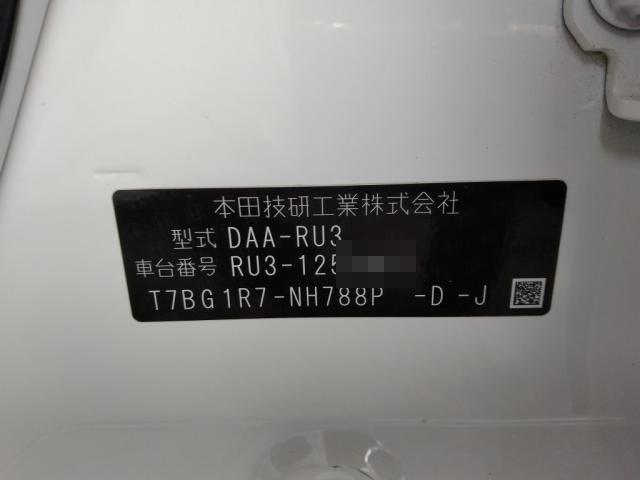 本田技研工業株式会社
型式 DAA-RU3
車台番号 RU3-125
T7BG1R7-NH788P -D -J